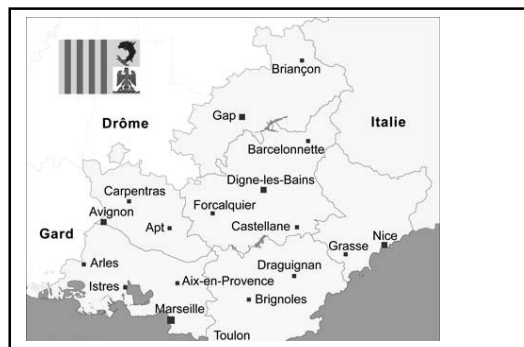 Briançon
Gap
Drôme
Italie
Barcelonnette
Digne-les-Bains
Carpentras
Forcalquier
Avignon
Apt
Castellane
Gard
Nice
Grasse
Arles
Draguignan
Istres
Aix-en-Provence
Brignoles
Marseille
Toulon